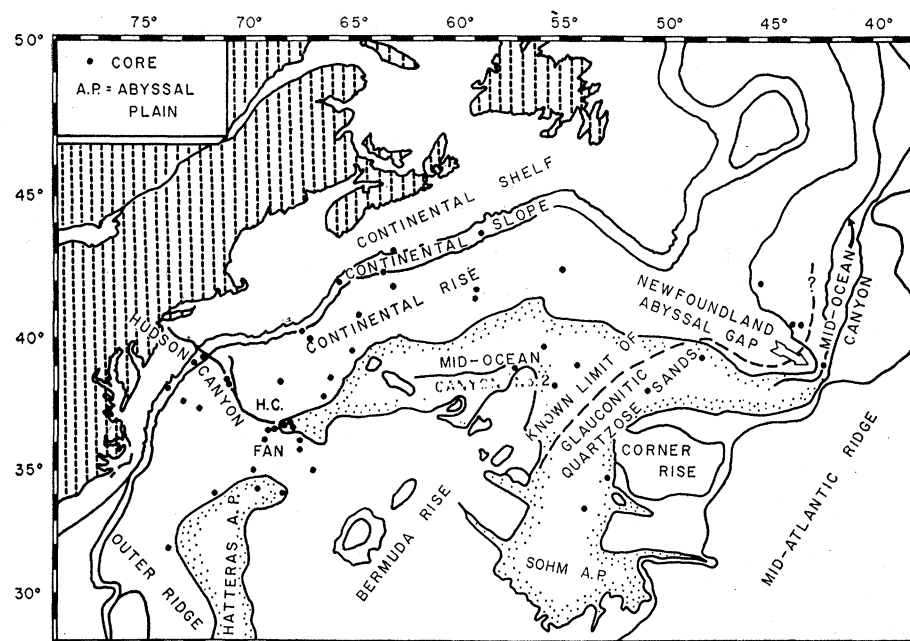 75° 70° 65° 60° 55° 50° 45° 40°
50°
• CORE
A.P. = ABYSSAL
PLAIN
45°
CONTINENTAL SHELF
CONTINENTAL SLOPE
CONTINENTAL RISE
NEWFOUNDLAND
ABYSSAL GAP
?
MID-OCEAN
CANYON
40°
HUDSON CANYON
MID-OCEAN
CANYON NO. 2
KNOWN LIMIT OF
GLAUCONITIC
QUARTZOSE SANDS
H.C.
FAN
CORNER
RISE
35°
OUTER RIDGE
HATTERAS A.P.
BERMUDA RISE
SOHM A.P.
MID-ATLANTIC RIDGE
30°